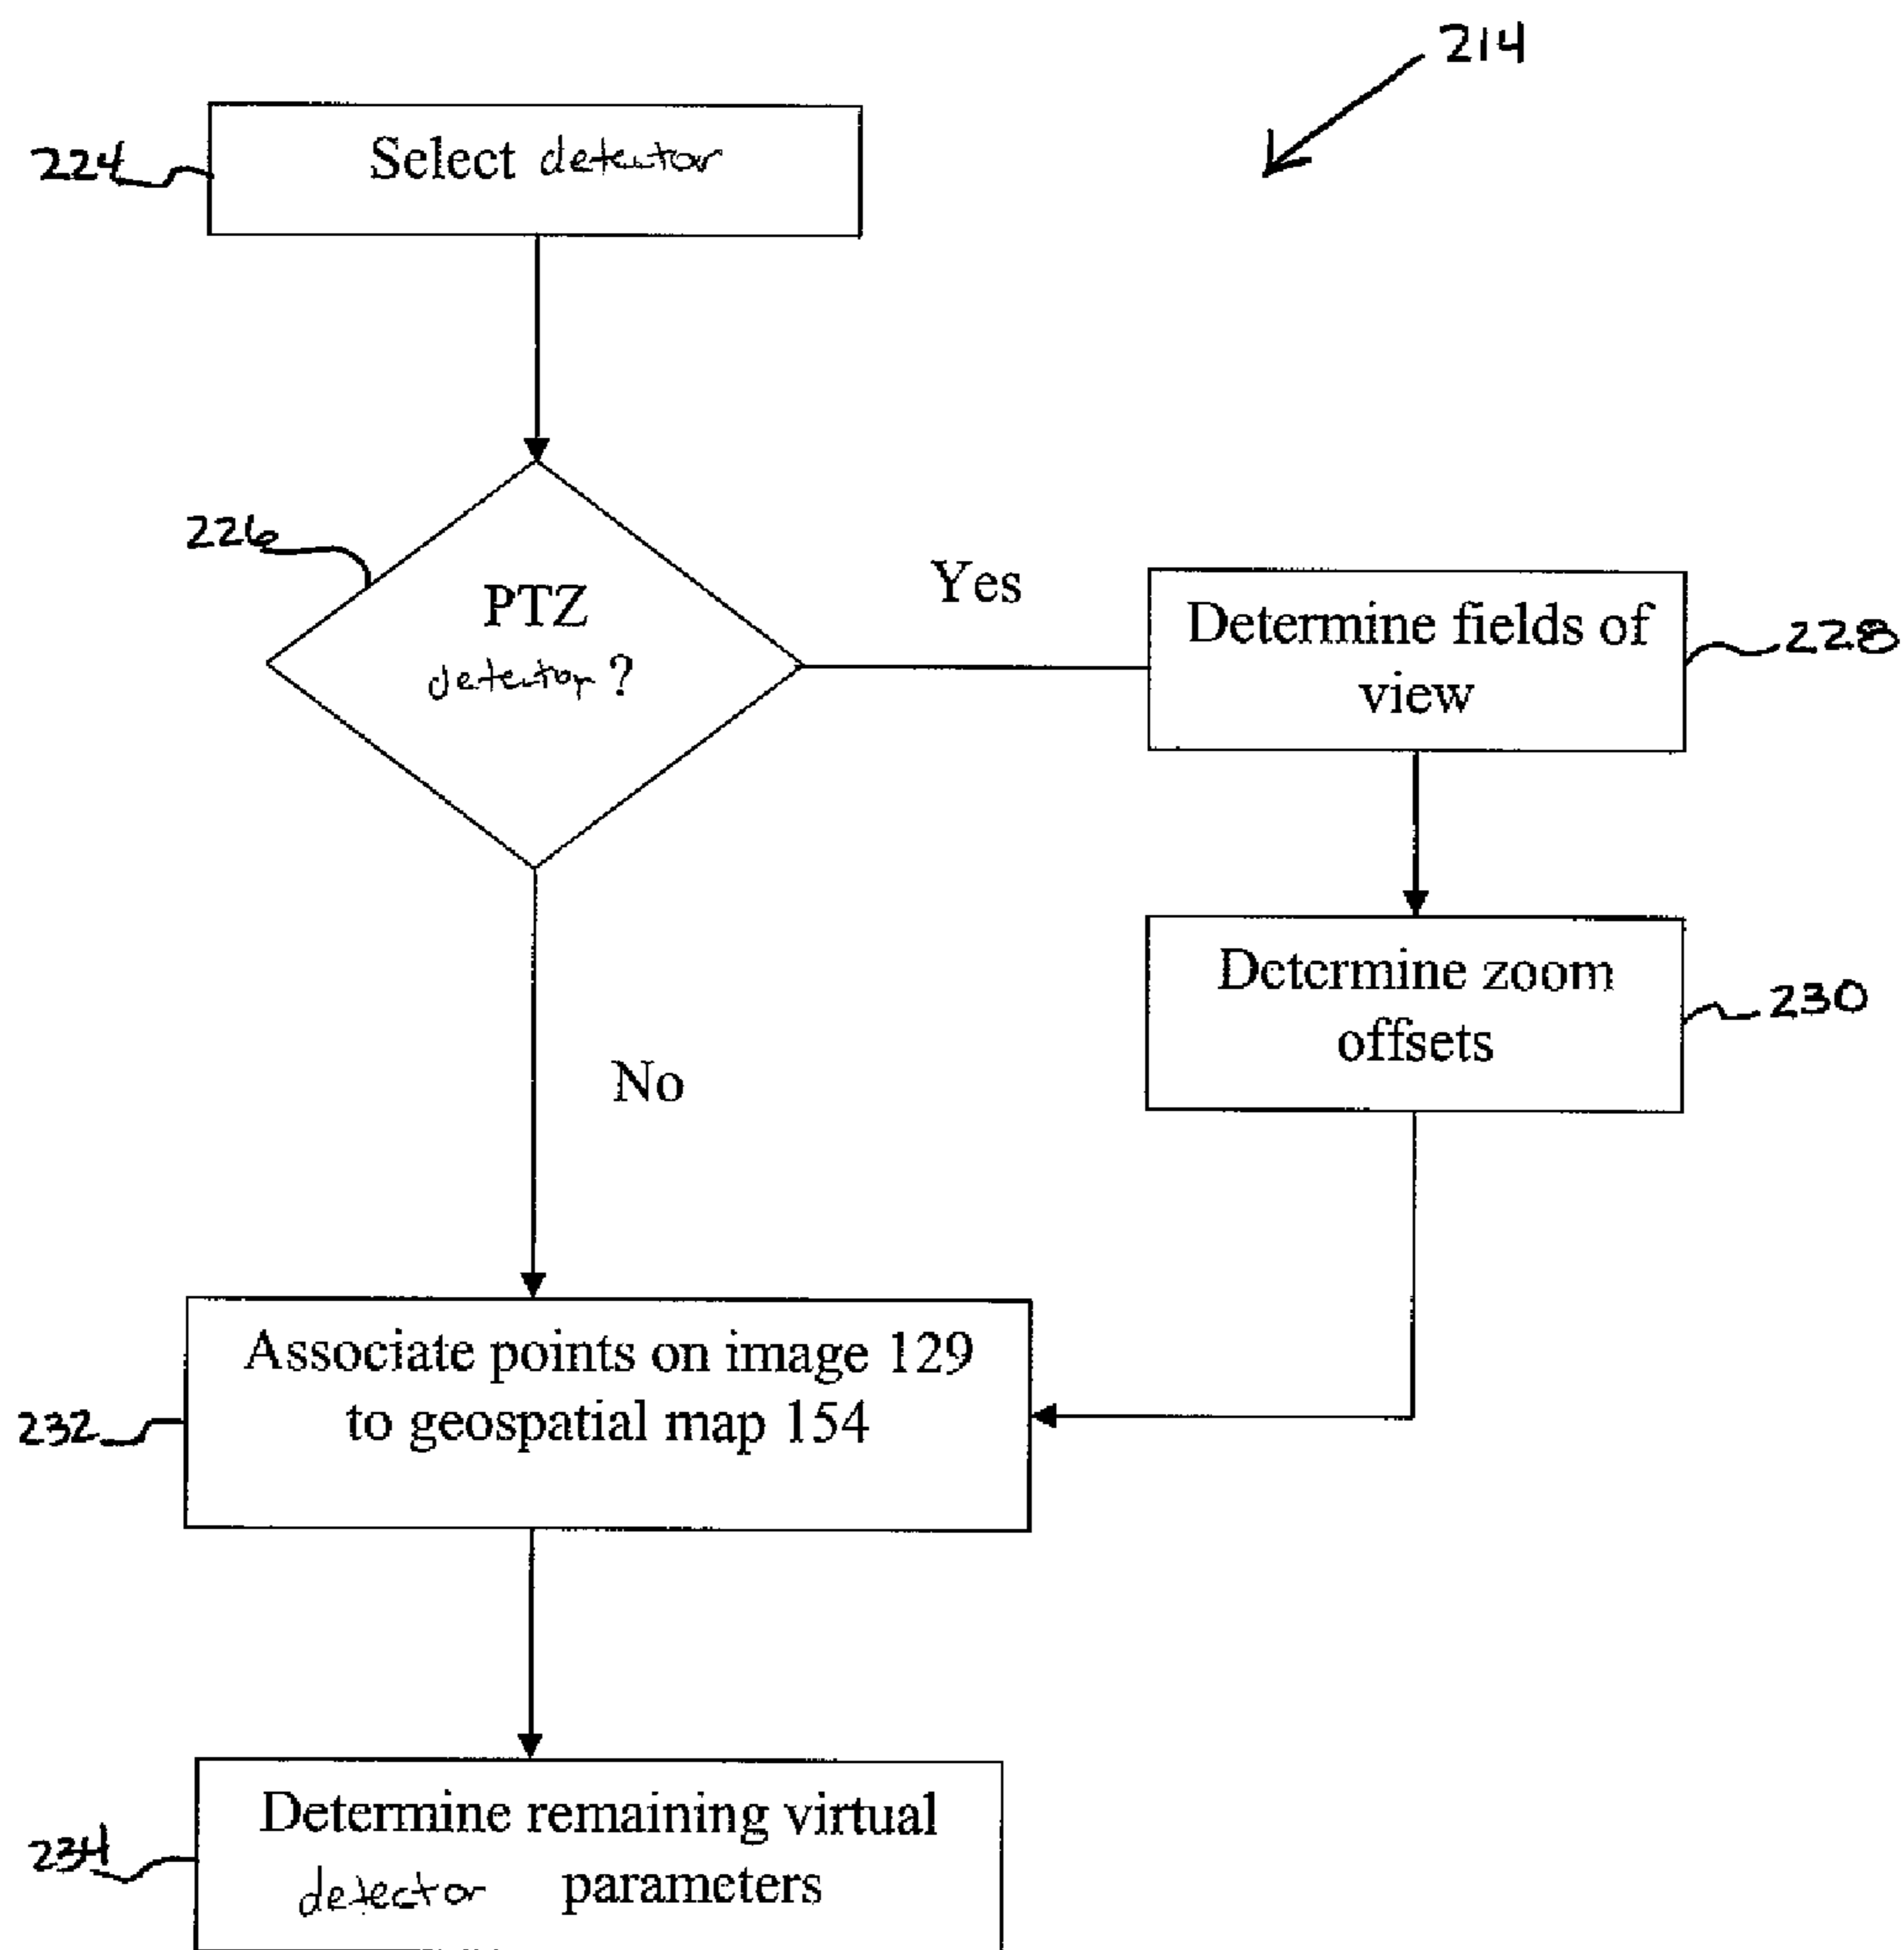 214
224
Select detector
226
PTZ
detector ?
Yes
Determine fields of
view
228
Determine zoom
offsets
230
No
Associate points on image 129
to geospatial map 154
232
Determine remaining virtual
detector parameters
234